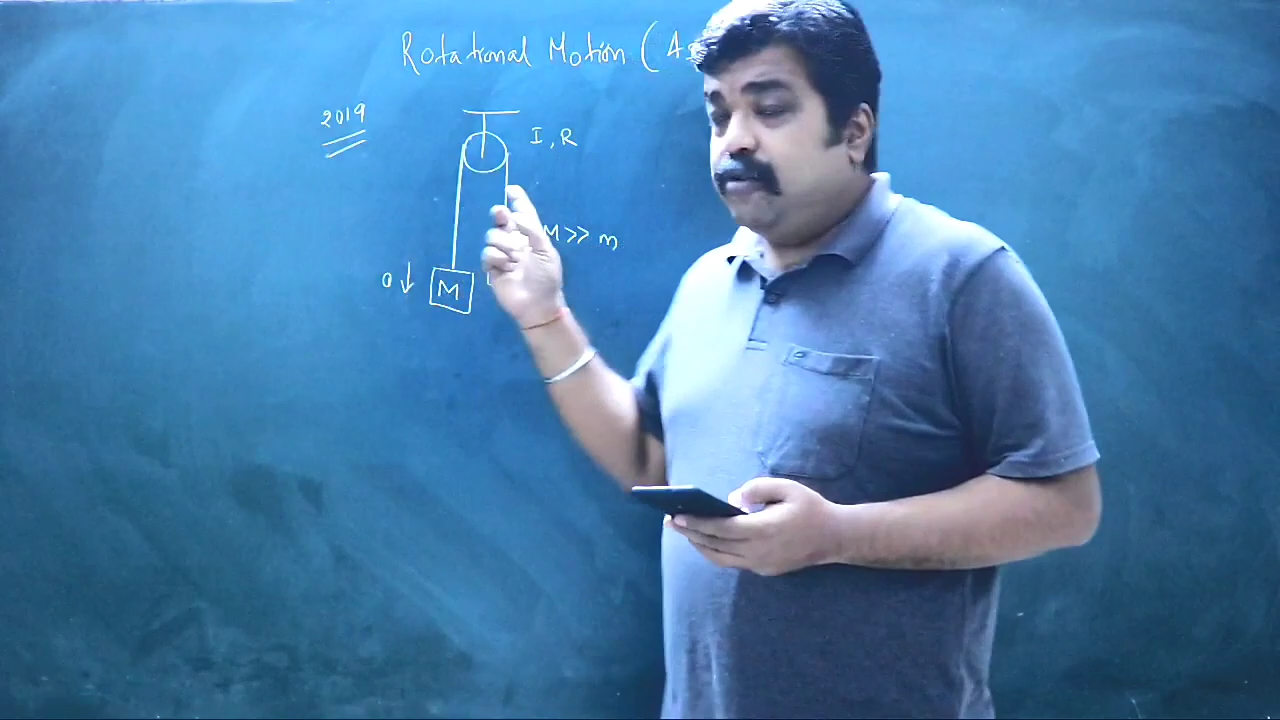 Rotational Motion (
2019
I, R
M >> m
a ↓
M